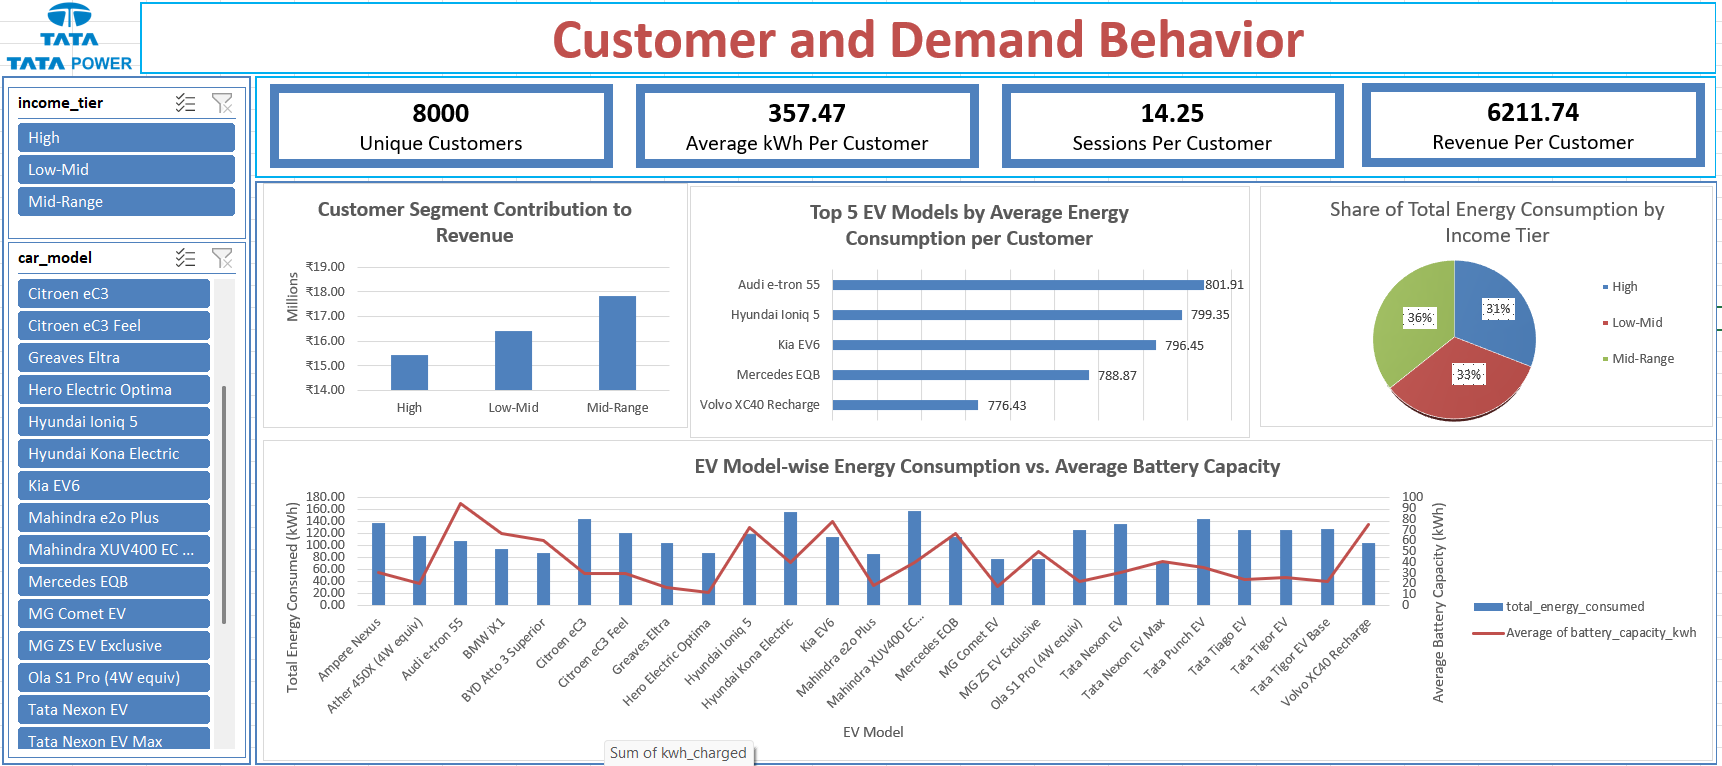 TATA
TATA POWER
Customer and Demand Behavior
income_tier
High
Low-Mid
Mid-Range
car_model
Citroen eC3
Citroen eC3 Feel
Greaves Eltra
Hero Electric Optima
Hyundai Ioniq 5
Hyundai Kona Electric
Kia EV6
Mahindra e2o Plus
Mahindra XUV400 EC ...
Mercedes EQB
MG Comet EV
MG ZS EV Exclusive
Ola S1 Pro (4W equiv)
Tata Nexon EV
Tata Nexon EV Max
8000
Unique Customers
357.47
Average kWh Per Customer
14.25
Sessions Per Customer
6211.74
Revenue Per Customer
Customer Segment Contribution to
Revenue
Millions
₹19.00
₹18.00
₹17.00
₹16.00
₹15.00
₹14.00
High
Low-Mid
Mid-Range
Top 5 EV Models by Average Energy
Consumption per Customer
Audi e-tron 55 801.91
Hyundai Ioniq 5 799.35
Kia EV6 796.45
Mercedes EQB 788.87
Volvo XC40 Recharge 776.43
Share of Total Energy Consumption by
Income Tier
31%
33%
36%
High
Low-Mid
Mid-Range
EV Model-wise Energy Consumption vs. Average Battery Capacity
Total Energy Consumed (kWh)
180.00
160.00
140.00
120.00
100.00
80.00
60.00
40.00
20.00
0.00
100
90
80
70
60
50
40
30
20
10
0
Average Battery Capacity (kWh)
Ampere Nexus
Ather 450X (4W equiv)
Audi e-tron 55
BMW iX1
BYD Atto 3 Superior
Citroen eC3
Citroen eC3 Feel
Greaves Eltra
Hero Electric Optima
Hyundai Ioniq 5
Hyundai Kona Electric
Kia EV6
Mahindra e2o Plus
Mahindra XUV400 EC...
Mercedes EQB
MG Comet EV
MG ZS EV Exclusive
Ola S1 Pro (4W equiv)
Tata Nexon EV
Tata Nexon EV Max
Tata Punch EV
Tata Tiago EV
Tata Tigor EV
Tata Tigor EV Base
Volvo XC40 Recharge
EV Model
total_energy_consumed
Average of battery_capacity_kwh
Sum of kwh_charged